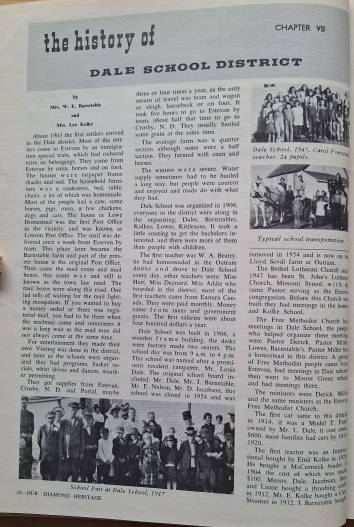 CHAPTER VII
the history of
DALE SCHOOL DISTRICT
by
Mrs. W. E. Barnstable
and
Mrs. Leo Kolke
About 1903 the first settlers arrived
at the Dale district. Most of the set-
tlers came to Estevan by an immigra-
tion special train, which had reduced
rates on belongings. They came from
Estevan by oxen, horses and on foot.
The houses were tarpaper frame
shacks and sod. The household furni-
ture was a cookstove, bed, table,
chairs, a lot of which was homemade.
Most of the people had a cow, some
horses, pigs, oxen, a few chickens,
dogs and cats. The house in Lowe
Homestead was the first Post Office
in the vicinity, and was known as
Lowson Post Office. The mail was de-
livered once a week from Estevan by
team. This place later became the
Barnstable farm and part of the pres-
ent house is the original Post Office.
Then came the mail route and mail
boxes, this route was and still is
known as the town line road. The
mail boxes were along this road. One
lad tells of waiting for the mail fight-
ing mosquitoes. If you wanted to buy
a money order or there was regist-
ered mail, you had to be there when
the mailman came and sometimes it
was a long wait as the mail man did
not always come at the same time.
For entertainment they made their
own. Visiting was done in the district,
and later as the schools were organ-
ized they had programs, basket so-
cials, whist drives and dances, weath-
er permitting.
They got supplies from Estevan,
Crosby, N. D. and Portal, maybe
three or four times a year, as the only
means of travel was team and wagon
or sleigh, horseback or on foot. It
took five hours to go to Estevan by
team, about half that time to go to
Crosby, N. D. They usually hauled
some grain at the same time.
The average farm was a quarter
section although some were a half
section. They farmed with oxen and
horses.
The winters were severe. Water
supply sometimes had to be hauled
a long way, but people were content
and enjoyed and made do with what
they had.
Dale School was organized in 1906,
everyone in the district were along in
the organizing; Dales, Barnstables,
Kolkes, Lowes, Kittlesons. It took a
little coaxing to get the bachelors in-
terested, and there were more of them
than people with children.
The first teacher was W. A. Beatty,
he had homesteaded in the Outram
district and drove to Dale School
every day, other teachers were: Miss
Hart, Miss Daynard, Miss Addie who
boarded in the district, most of the
first teachers came from Eastern Can-
ada. They were paid monthly. Money
came from taxes and government
grants. The first salaries were about
four hundred dollars a year.
Dale School was built in 1906, a
wooden frame building, the desks
were factory made two seaters. The
school day was from 9 a.m. to 4 p.m.
This school was named after a promi-
nent resident ratepayer, Mr. Louis
Dale. The original school board in-
cluded: Mr. Dale, Mr. J. Barnstable,
Mr. E. Nelson, Mr. D. Jacobson, this
school was closed in 1954 and was
Dale School, 1947, Carol
teacher. 24 pupils.
Typical school transportation.
removed in 1954 and is now on the
Lloyd Sovdi farm at Outram.
The Bethel Lutheran Church since
1947 has been St. John's Lutheran
Church, Missouri Synod, with the
same Pastor serving as the Estevan
congregation. Before this Church was
built they had meetings in the homes
and Kolke School.
The Free Methodist Church had
meetings in Dale School, the people
who helped organize these meetings
were Pastor Dierick, Pastor Miller,
Lowes, Barnstable's, Pastor Miller had
a homestead in this district. A group
of Free Methodist people came from
Estevan, had meetings in Dale school
then went to Mount Green school
and had meetings there.
The ministers were Dierick, Miller
and the same ministers as the Estevan
Free Methodist Church.
The first car came to this district
in 1914, it was a Model T. Ford
owned by Mr. L. Dale, it cost about
$600. most families had cars by 1919-
1920.
The first tractor was an Interna-
tional bought by Emil Kolke in
He bought a McCormick binder in
1904 the cost of which was
$100. Messrs: Dale, Jacobson,
and Listoe bought a threshing
in 1912. Mr. E. Kolke bought a Case
Steamer in 1912. J. Barnstable bought
School Fair at Dale School, 1917
20—OUR DIAMOND HERITAGE